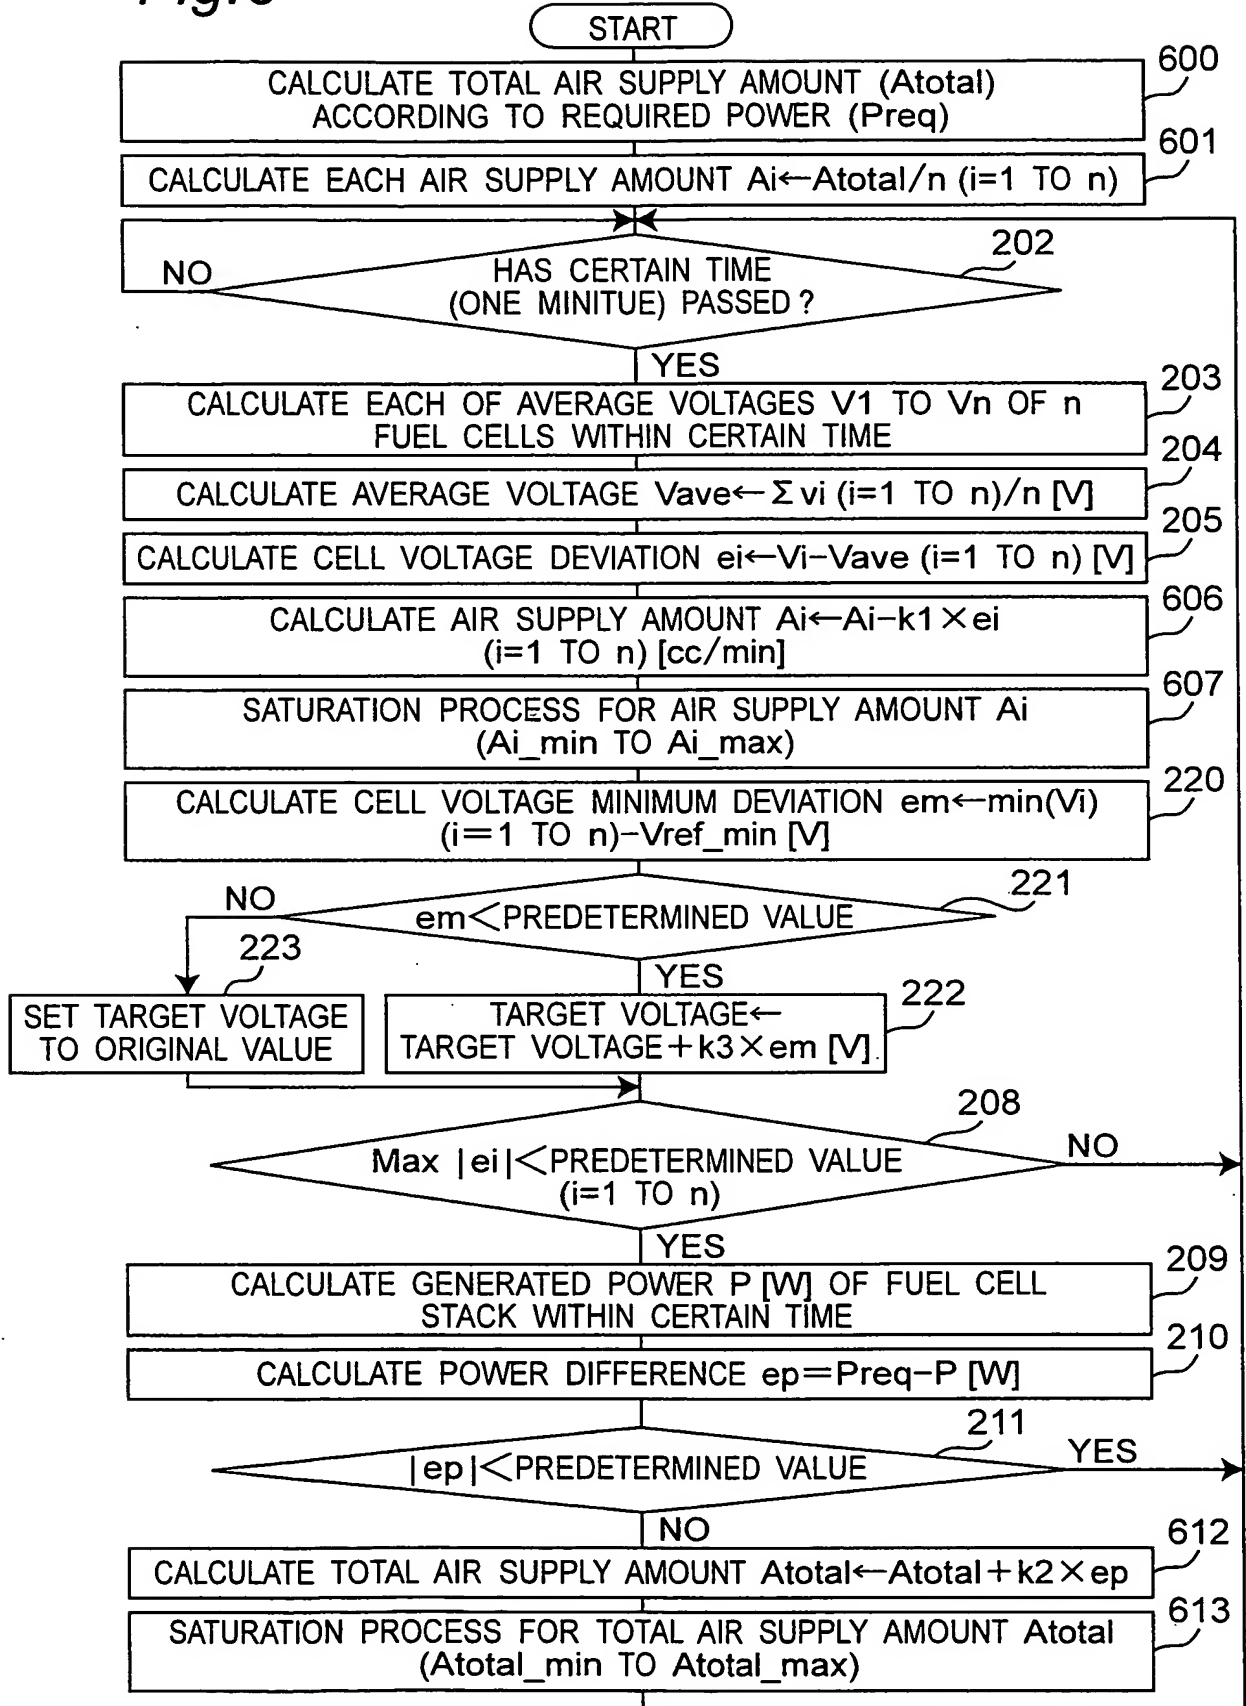 START
600
CALCULATE TOTAL AIR SUPPLY AMOUNT (Atotal)
ACCORDING TO REQUIRED POWER (Preq)
601
CALCULATE EACH AIR SUPPLY AMOUNT Ai←Atotal/n (i=1 TO n)
202
NO
HAS CERTAIN TIME
(ONE MINITUE) PASSED?
YES
203
CALCULATE EACH OF AVERAGE VOLTAGES V1 TO Vn OF n
FUEL CELLS WITHIN CERTAIN TIME
204
CALCULATE AVERAGE VOLTAGE Vave←Σvi (i=1 TO n)/n [V]
205
CALCULATE CELL VOLTAGE DEVIATION ei←Vi-Vave (i=1 TO n) [V]
606
CALCULATE AIR SUPPLY AMOUNT Ai←Ai-k1×ei
(i=1 TO n) [cc/min]
607
SATURATION PROCESS FOR AIR SUPPLY AMOUNT Ai
(Ai_min TO Ai_max)
220
CALCULATE CELL VOLTAGE MINIMUM DEVIATION em←min(Vi)
(i=1 TO n)-Vref_min [V]
221
NO
em<PREDETERMINED VALUE
223
YES
222
SET TARGET VOLTAGE
TO ORIGINAL VALUE
TARGET VOLTAGE←
TARGET VOLTAGE+k3×em [V]
208
NO
Max |ei|<PREDETERMINED VALUE
(i=1 TO n)
YES
209
CALCULATE GENERATED POWER P [W] OF FUEL CELL
STACK WITHIN CERTAIN TIME
210
CALCULATE POWER DIFFERENCE ep=Preq-P [W]
211
YES
|ep|<PREDETERMINED VALUE
NO
612
CALCULATE TOTAL AIR SUPPLY AMOUNT Atotal←Atotal+k2×ep
613
SATURATION PROCESS FOR TOTAL AIR SUPPLY AMOUNT Atotal
(Atotal_min TO Atotal_max)